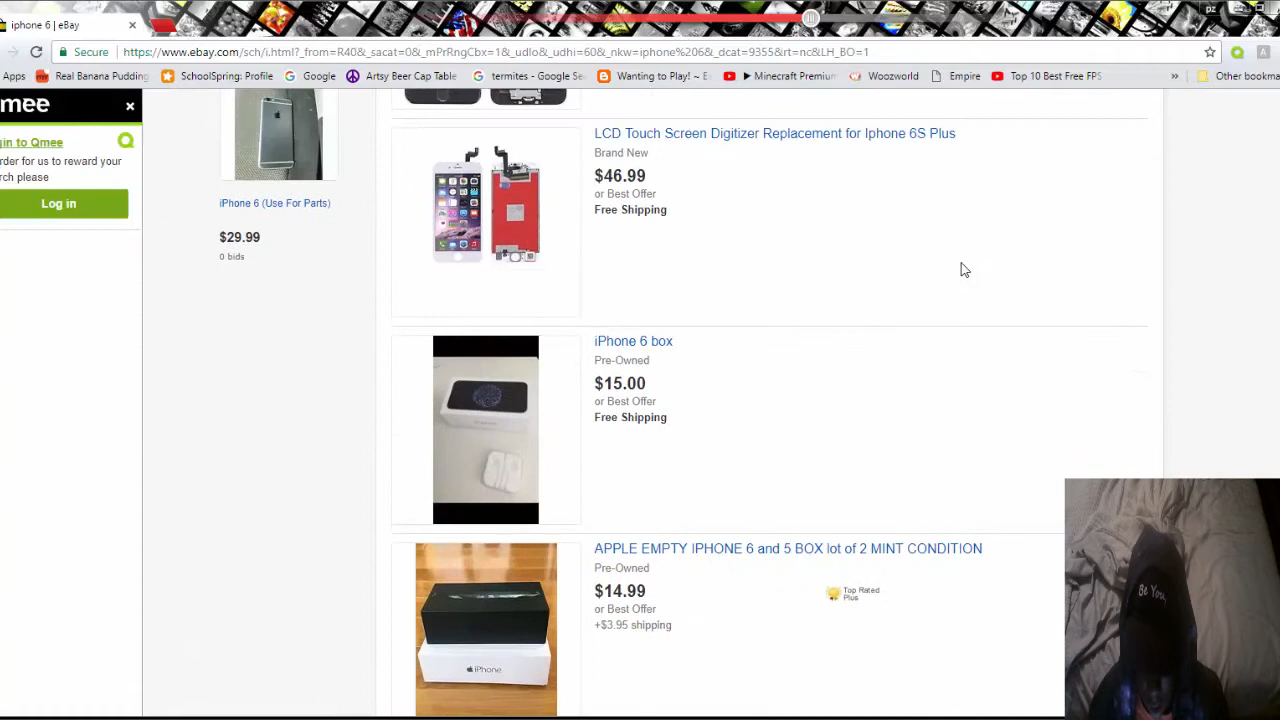 iphone 6 | eBay
pz
Secure
https://www.ebay.com/sch/i.html?_from=R40&_sacat=0&_mPrRngCbx=1&_udlo&_udhi=60&_nkw=iphone%206&_dcat=9355&rt=nc&LH_BO=1
A
Apps Real Banana Pudding SchoolSpring: Profile Google Artsy Beer Cap Table termites - Google Se Wanting to Play! ~ E ▶ Minecraft Premium Woozworld Empire Top 10 Best Free FPS » Other bookma
mee ×
gin to Qmee
order for us to reward your
rch please
Log in
iPhone 6 (Use For Parts)
$29.99
0 bids
LCD Touch Screen Digitizer Replacement for Iphone 6S Plus
Brand New
$46.99
or Best Offer
Free Shipping
iPhone 6 box
Pre-Owned
$15.00
or Best Offer
Free Shipping
APPLE EMPTY IPHONE 6 and 5 BOX lot of 2 MINT CONDITION
Pre-Owned
$14.99
or Best Offer
+$3.95 shipping
Top Rated
Plus
iPhone
Be You,